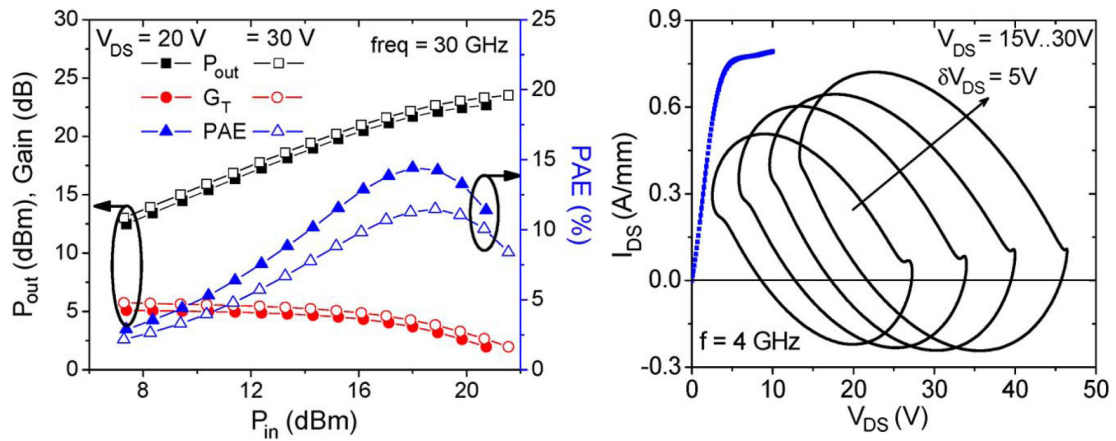 V_DS = 20 V = 30 V
freq = 30 GHz
P_out
G_T
PAE
P_out (dBm), Gain (dB)
30
25
20
15
10
5
0
8
12
16
20
P_in (dBm)
25
20
15
10
5
0
PAE (%)
V_DS = 15V..30V
δV_DS = 5V
f = 4 GHz
I_DS (A/mm)
0.9
0.6
0.3
0.0
-0.3
0
10
20
30
40
50
V_DS (V)